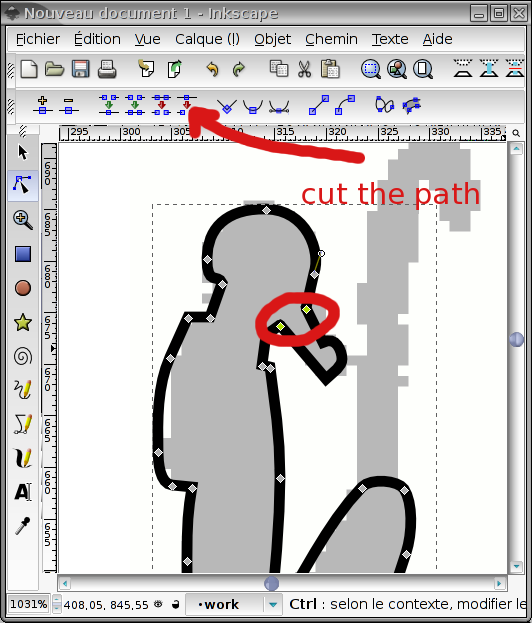 Nouveau document 1 - Inkscape
Fichier Édition Vue Calque (!) Objet Chemin Texte Aide
295 300 305 310 315 320 325 330 335
cut the path
1031% 408,05, 845,55 •work Ctrl : selon le contexte, modifier le